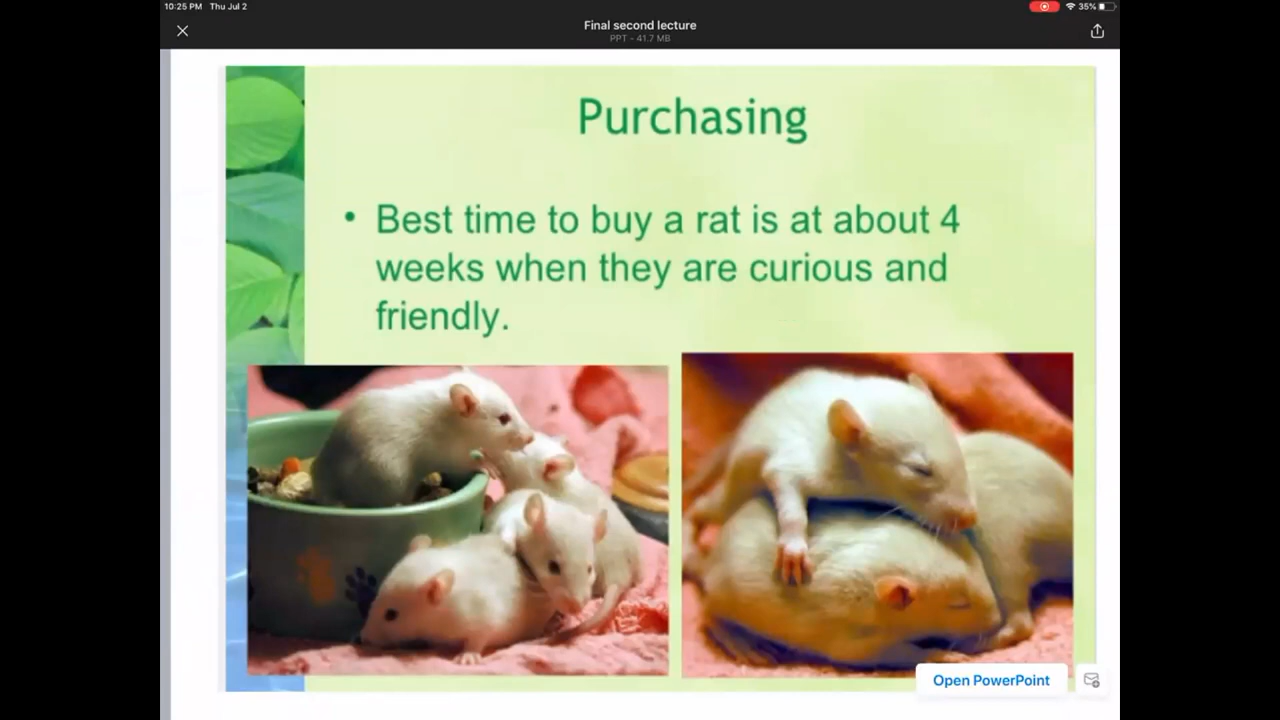 10:25 PM Thu Jul 2
35%
Final second lecture
PPT - 41.7 MB
Purchasing
• Best time to buy a rat is at about 4
weeks when they are curious and
friendly.
Open PowerPoint